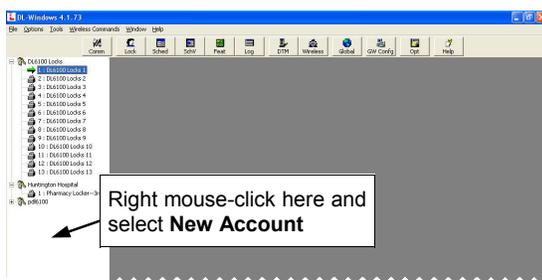 DL-Windows 4.1.73
File Options Tools Wireless Commands Window Help
Comm Lock Sched SchV Feat Log DTM Wireless Global GW Config Opt Help
DL6100 Locks
1 : DL6100 Locks 1
2 : DL6100 Locks 2
3 : DL6100 Locks 3
4 : DL6100 Locks 4
5 : DL6100 Locks 5
6 : DL6100 Locks 6
7 : DL6100 Locks 7
8 : DL6100 Locks 8
9 : DL6100 Locks 9
10 : DL6100 Locks 10
11 : DL6100 Locks 11
12 : DL6100 Locks 12
13 : DL6100 Locks 13
Huntington Hospital
1 : Pharmacy Locker--3r
pdl6100
Right mouse-click here and
select New Account